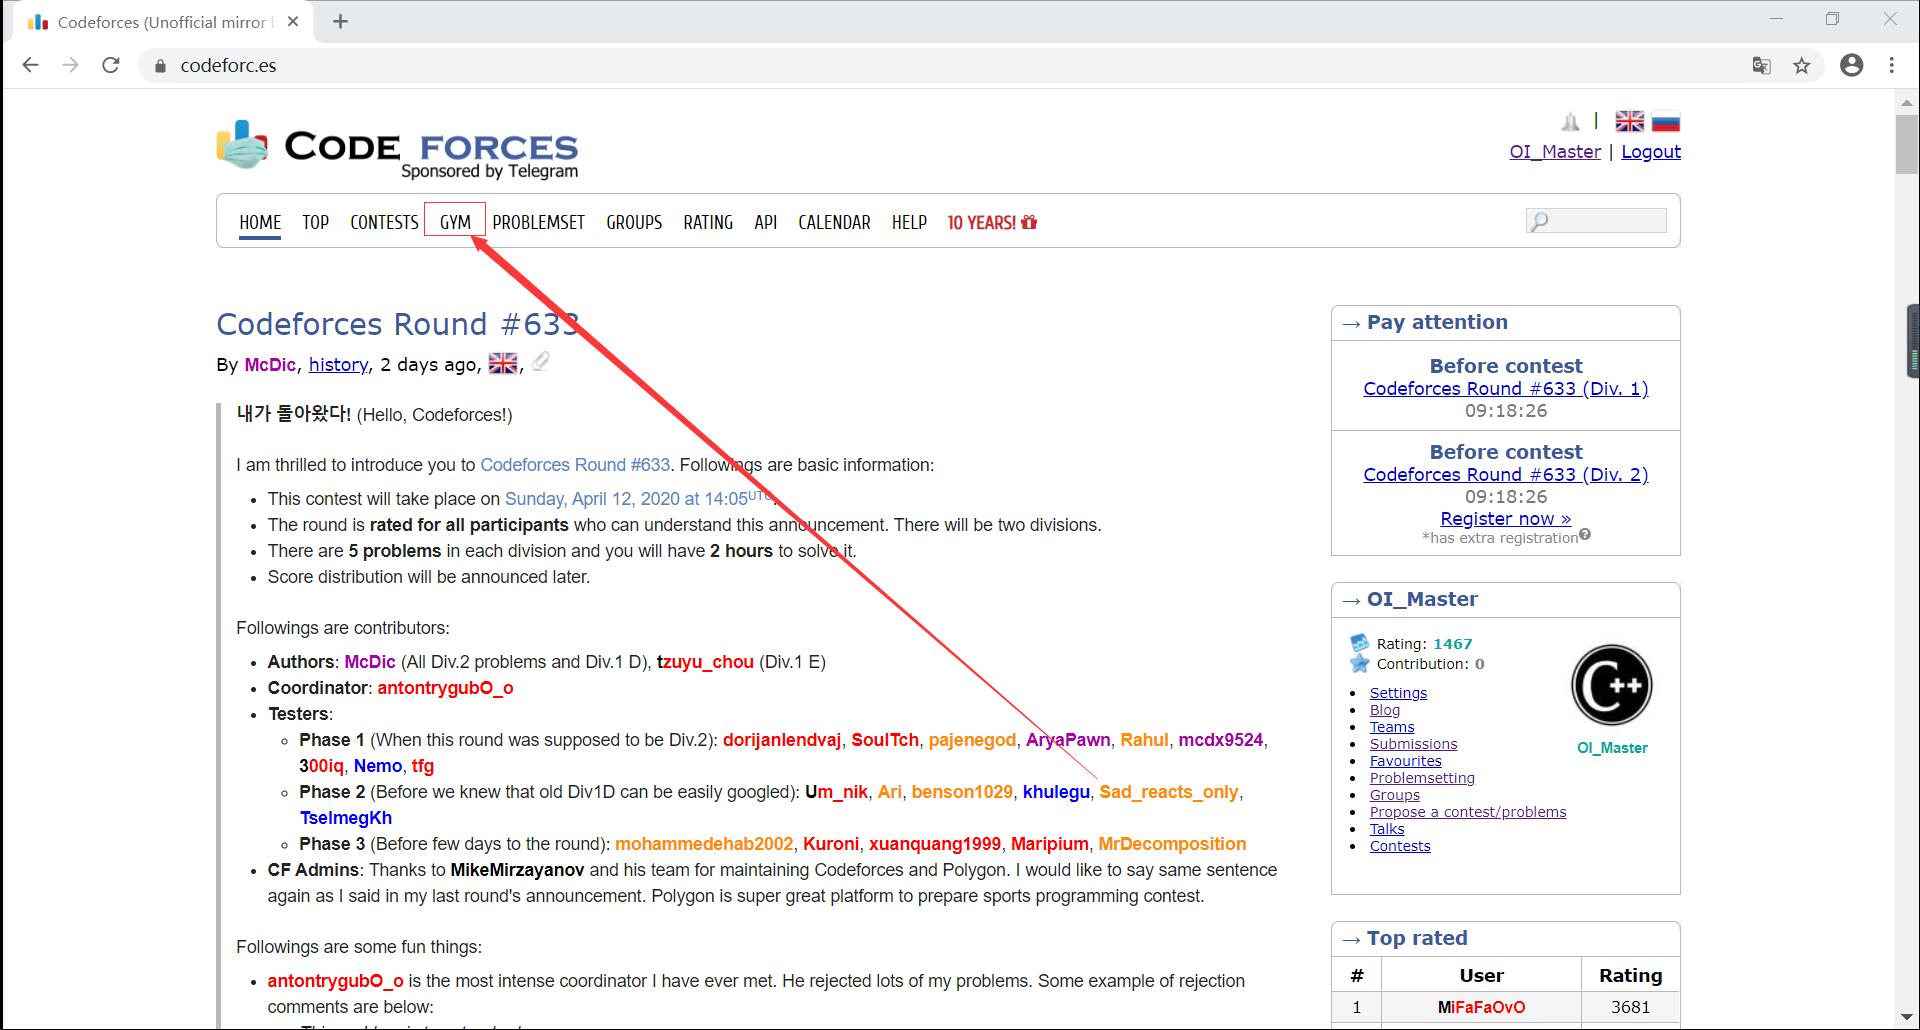 Codeforces (Unofficial mirror b
codeforc.es
CODE FORCES
Sponsored by Telegram
OI_Master | Logout
HOME TOP CONTESTS GYM PROBLEMSET GROUPS RATING API CALENDAR HELP 10 YEARS!
Codeforces Round #633
By McDic, history, 2 days ago, ,
내가 돌아왔다! (Hello, Codeforces!)
I am thrilled to introduce you to Codeforces Round #633. Followings are basic information:
• This contest will take place on Sunday, April 12, 2020 at 14:05UTC.
• The round is rated for all participants who can understand this announcement. There will be two divisions.
• There are 5 problems in each division and you will have 2 hours to solve it.
• Score distribution will be announced later.
Followings are contributors:
• Authors: McDic (All Div.2 problems and Div.1 D), tzuyu_chou (Div.1 E)
• Coordinator: antontrygubO_o
• Testers:
◦ Phase 1 (When this round was supposed to be Div.2): dorijanlendvaj, SoulTch, pajenegod, AryaPawn, Rahul, mcdx9524,
300iq, Nemo, tfg
◦ Phase 2 (Before we knew that old Div1D can be easily googled): Um_nik, Ari, benson1029, khulegu, Sad_reacts_only,
TselmegKh
◦ Phase 3 (Before few days to the round): mohammedehab2002, Kuroni, xuanquang1999, Maripium, MrDecomposition
• CF Admins: Thanks to MikeMirzayanov and his team for maintaining Codeforces and Polygon. I would like to say same sentence
again as I said in my last round's announcement. Polygon is super great platform to prepare sports programming contest.
Followings are some fun things:
• antontrygubO_o is the most intense coordinator I have ever met. He rejected lots of my problems. Some example of rejection
comments are below:
→ Pay attention
Before contest
Codeforces Round #633 (Div. 1)
09:18:26
Before contest
Codeforces Round #633 (Div. 2)
09:18:26
Register now »
*has extra registration
→ OI_Master
Rating: 1467
Contribution: 0
• Settings
• Blog
• Teams
• Submissions
• Favourites
• Problemsetting
• Groups
• Propose a contest/problems
• Talks
• Contests
C++
OI_Master
→ Top rated
# User Rating
1 MiFaFaOvO 3681